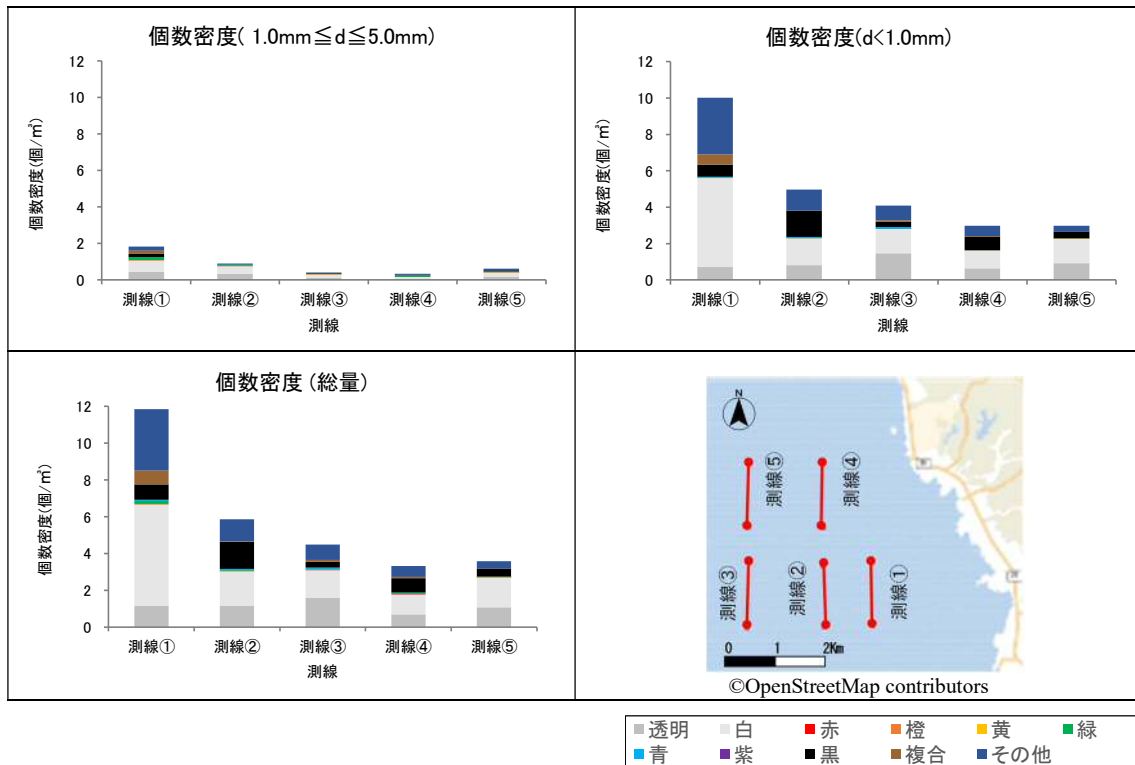 個数密度( 1.0mm≦d≦5.0mm)
個数密度(個/㎥)
12
10
8
6
4
2
0
測線① 測線② 測線③ 測線④ 測線⑤
測線
個数密度(d<1.0mm)
個数密度(個/㎥)
12
10
8
6
4
2
0
測線① 測線② 測線③ 測線④ 測線⑤
測線
個数密度 (総量)
個数密度(個/㎥)
12
10
8
6
4
2
0
測線① 測線② 測線③ 測線④ 測線⑤
測線
N
測線⑤
測線④
測線③
測線②
測線①
0 1 2Km
©OpenStreetMap contributors
透明 白 赤 橙 黄 緑
青 紫 黒 複合 その他